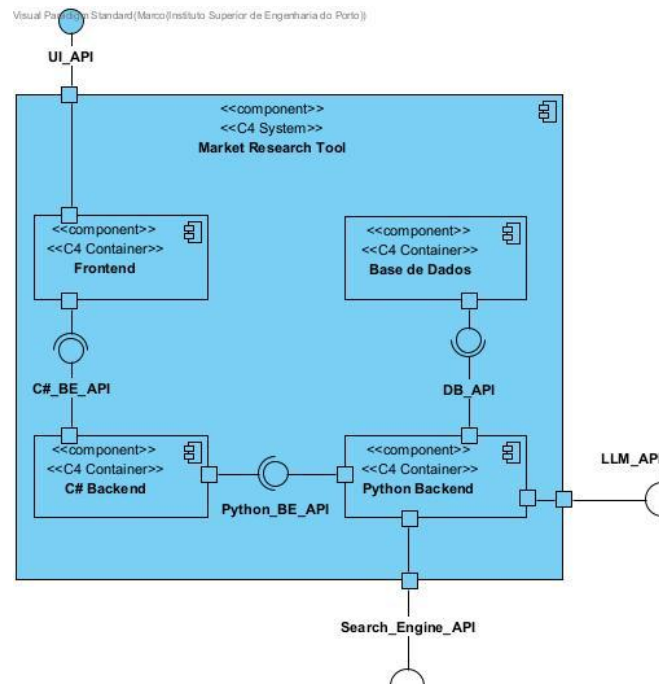 Visual Paradigm Standard(Marco(Instituto Superior de Engenharia do Porto))
UI_API
<<component>>
<<C4 System>>
Market Research Tool
<<component>>
<<C4 Container>>
Frontend
<<component>>
<<C4 Container>>
Base de Dados
C#_BE_API
DB_API
<<component>>
<<C4 Container>>
C# Backend
Python_BE_API
<<component>>
<<C4 Container>>
Python Backend
LLM_API
Search_Engine_API